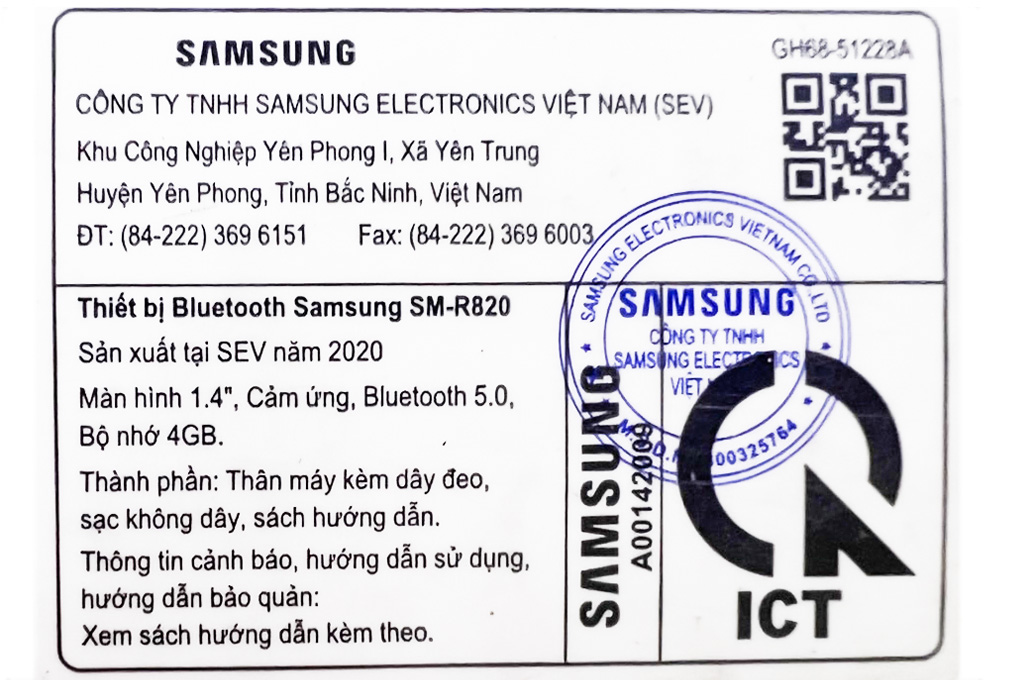 SAMSUNG
GH68-51228A
CÔNG TY TNHH SAMSUNG ELECTRONICS VIỆT NAM (SEV)
Khu Công Nghiệp Yên Phong I, Xã Yên Trung
Huyện Yên Phong, Tỉnh Bắc Ninh, Việt Nam
ĐT: (84-222) 369 6151 Fax: (84-222) 369 6003
Thiết bị Bluetooth Samsung SM-R820
Sản xuất tại SEV năm 2020
Màn hình 1.4", Cảm ứng, Bluetooth 5.0,
Bộ nhớ 4GB.
Thành phần: Thân máy kèm dây đeo,
sạc không dây, sách hướng dẫn.
Thông tin cảnh báo, hướng dẫn sử dụng,
hướng dẫn bảo quản:
Xem sách hướng dẫn kèm theo.
SAMSUNG ELECTRONICS VIETNAM CO.,LTD
SAMSUNG
CÔNG TY TNHH
SAMSUNG
VIỆT
SAMSUNG
A00142009
ICT